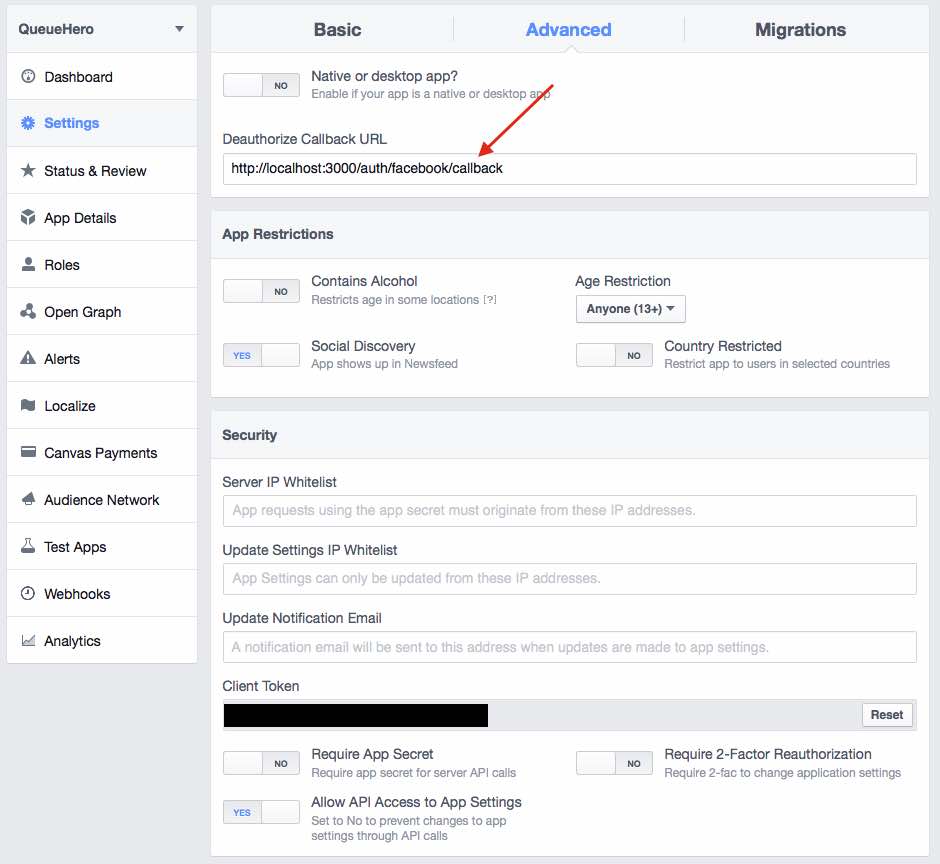 QueueHero
Dashboard
Settings
Status & Review
App Details
Roles
Open Graph
Alerts
Localize
Canvas Payments
Audience Network
Test Apps
Webhooks
Analytics
Basic
Advanced
Migrations
NO
Native or desktop app?
Enable if your app is a native or desktop app
Deauthorize Callback URL
http://localhost:3000/auth/facebook/callback
App Restrictions
NO
Contains Alcohol
Restricts age in some locations [?]
Age Restriction
Anyone (13+)
YES
Social Discovery
App shows up in Newsfeed
NO
Country Restricted
Restrict app to users in selected countries
Security
Server IP Whitelist
App requests using the app secret must originate from these IP addresses.
Update Settings IP Whitelist
App Settings can only be updated from these IP addresses.
Update Notification Email
A notification email will be sent to this address when updates are made to app settings.
Client Token
Reset
NO
Require App Secret
Require app secret for server API calls
NO
Require 2-Factor Reauthorization
Require 2-fac to change application settings
YES
Allow API Access to App Settings
Set to No to prevent changes to app
settings through API calls